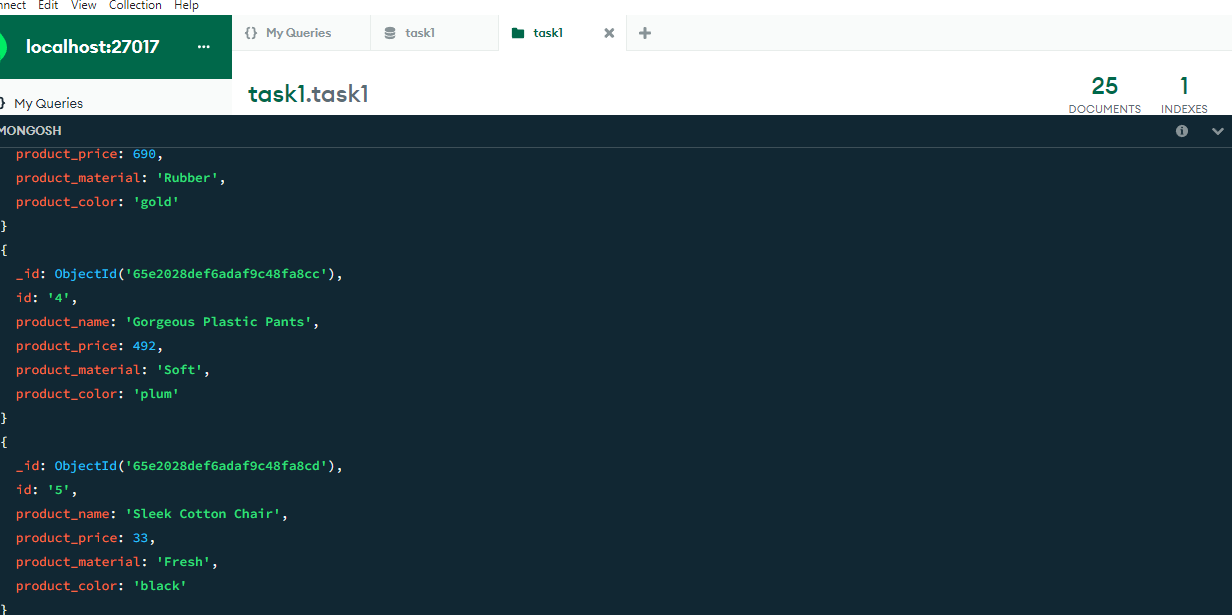 nnect Edit View Collection Help
localhost:27017 ...
{} My Queries task1 task1 × +
} My Queries
task1.task1
25 1
DOCUMENTS INDEXES
MONGOSH
product_price: 690,
product_material: 'Rubber',
product_color: 'gold'
}
{
_id: ObjectId('65e2028def6adaf9c48fa8cc'),
id: '4',
product_name: 'Gorgeous Plastic Pants',
product_price: 492,
product_material: 'Soft',
product_color: 'plum'
}
{
_id: ObjectId('65e2028def6adaf9c48fa8cd'),
id: '5',
product_name: 'Sleek Cotton Chair',
product_price: 33,
product_material: 'Fresh',
product_color: 'black'
}